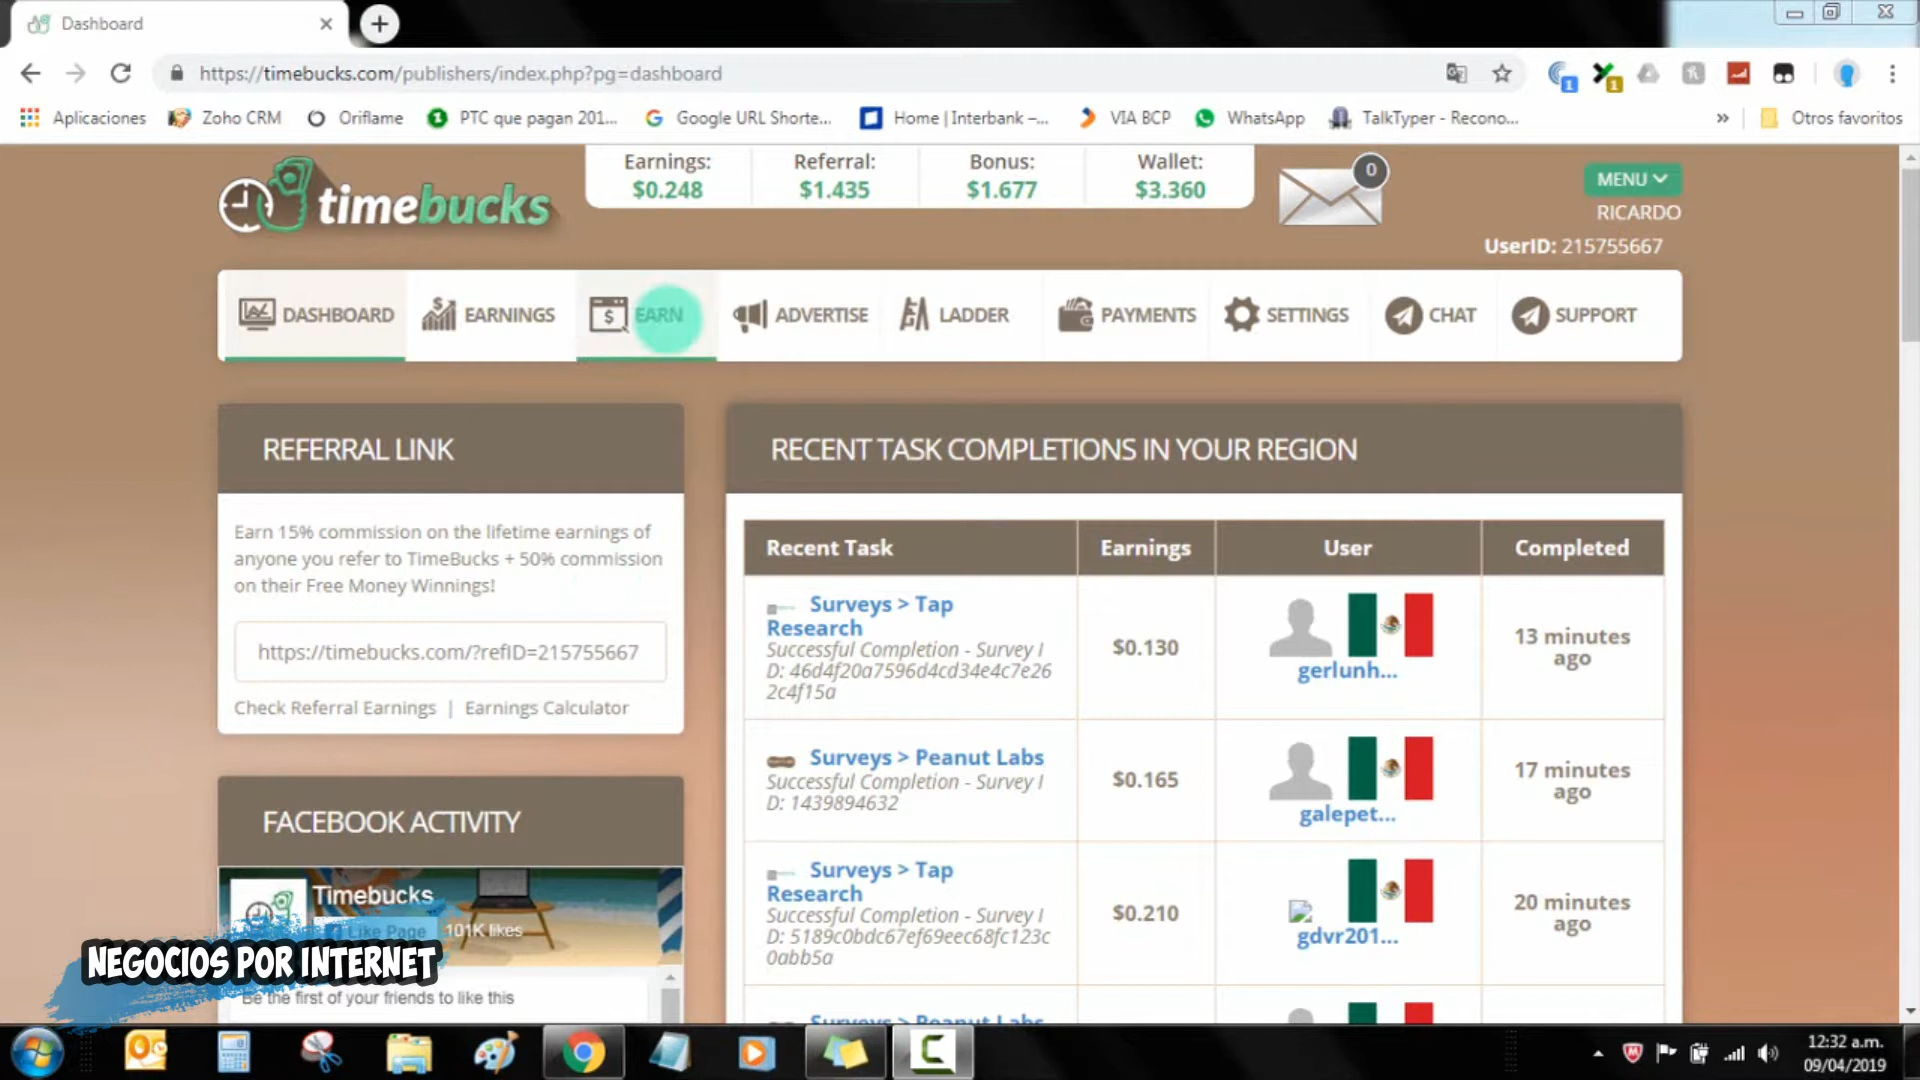 Dashboard
https://timebucks.com/publishers/index.php?pg=dashboard
1
1
Aplicaciones
Zoho CRM
Oriflame
PTC que pagan 201...
Google URL Shorte...
Home | Interbank –...
VIA BCP
WhatsApp
TalkTyper - Recono...
»
Otros favoritos
timebucks
Earnings:
$0.248
Referral:
$1.435
Bonus:
$1.677
Wallet:
$3.360
0
MENU
RICARDO
UserID: 215755667
DASHBOARD
EARNINGS
EARN
ADVERTISE
LADDER
PAYMENTS
SETTINGS
CHAT
SUPPORT
REFERRAL LINK
Earn 15% commission on the lifetime earnings of
anyone you refer to TimeBucks + 50% commission
on their Free Money Winnings!
https://timebucks.com/?refID=215755667
Check Referral Earnings | Earnings Calculator
FACEBOOK ACTIVITY
Timebucks
Like Page
101K likes
Be the first of your friends to like this
NEGOCIOS POR INTERNET
RECENT TASK COMPLETIONS IN YOUR REGION
Recent Task
Earnings
User
Completed
Surveys > Tap
Research
Successful Completion - Survey I
D: 46d4f20a7596d4cd34e4c7e26
2c4f15a
$0.130
gerlunh...
13 minutes
ago
Surveys > Peanut Labs
Successful Completion - Survey I
D: 1439894632
$0.165
galepet...
17 minutes
ago
Surveys > Tap
Research
Successful Completion - Survey I
D: 5189c0bdc67ef69eec68fc123c
0abb5a
$0.210
gdvr201...
20 minutes
ago
Surveys > Peanut Labs
12:32 a.m.
09/04/2019